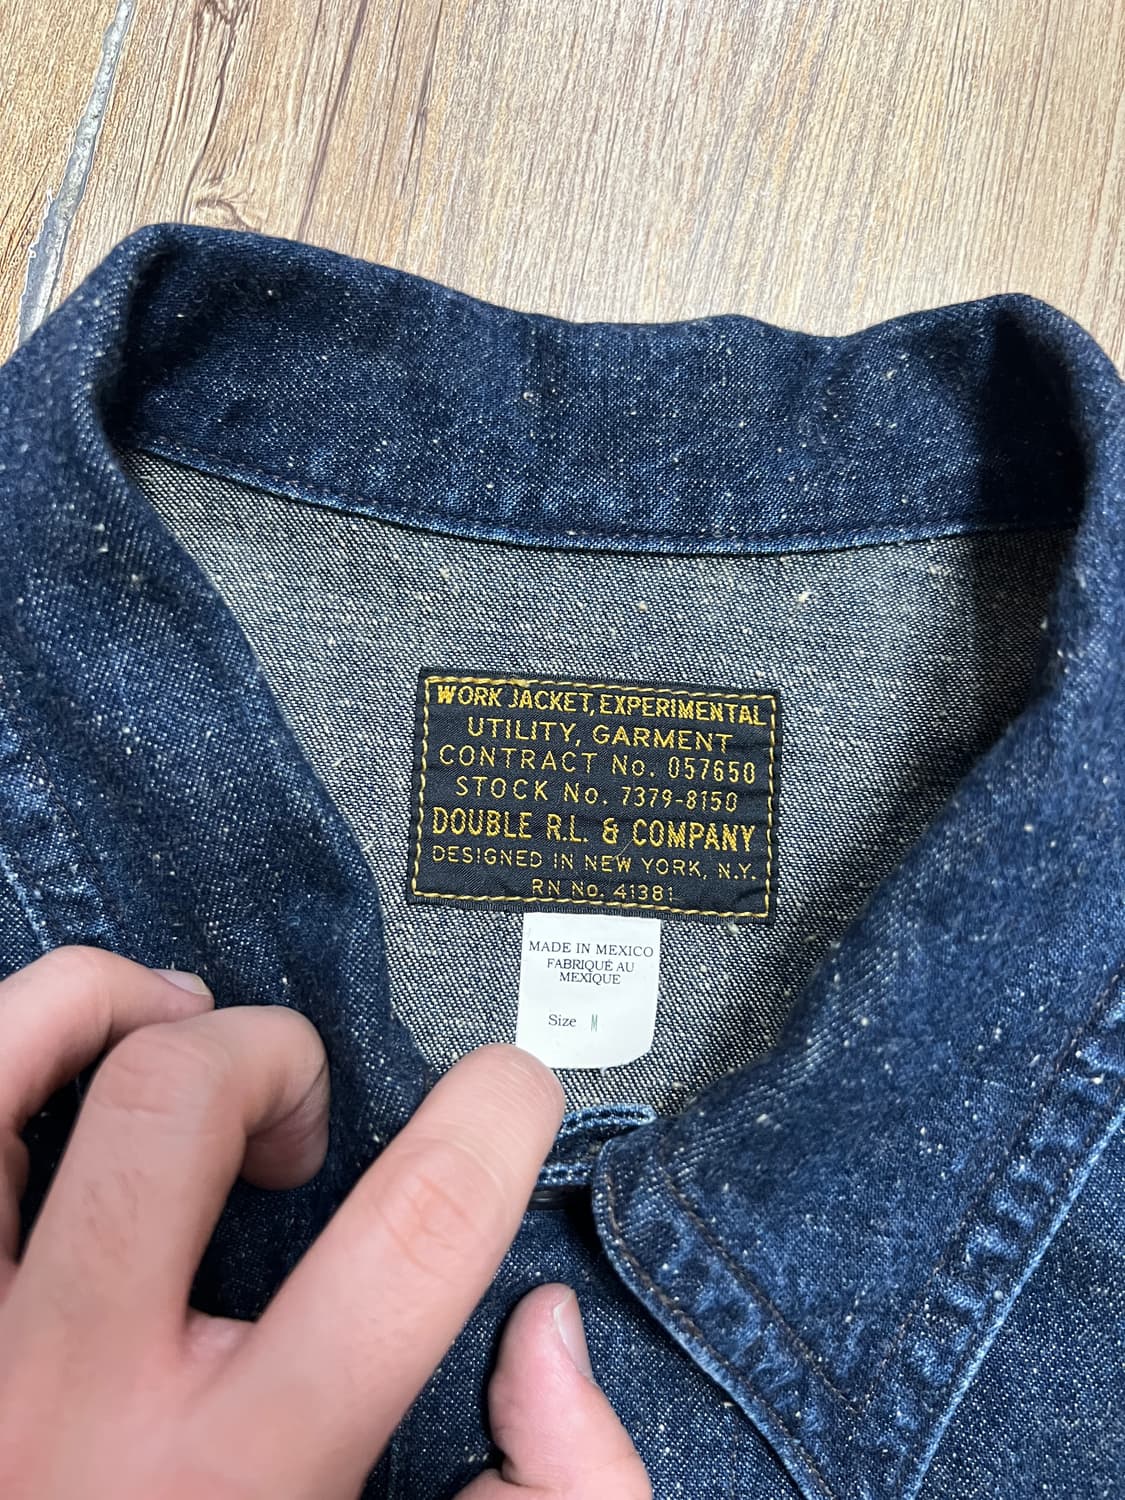 WORK JACKET, EXPERIMENTAL
UTILITY, GARMENT
CONTRACT No. 057650
STOCK No. 7379-8150
DOUBLE R.L. & COMPANY
DESIGNED IN NEW YORK, N.Y.
RN No. 41381
MADE IN MEXICO
FABRIQUÉ AU
MEXIQUE
Size M